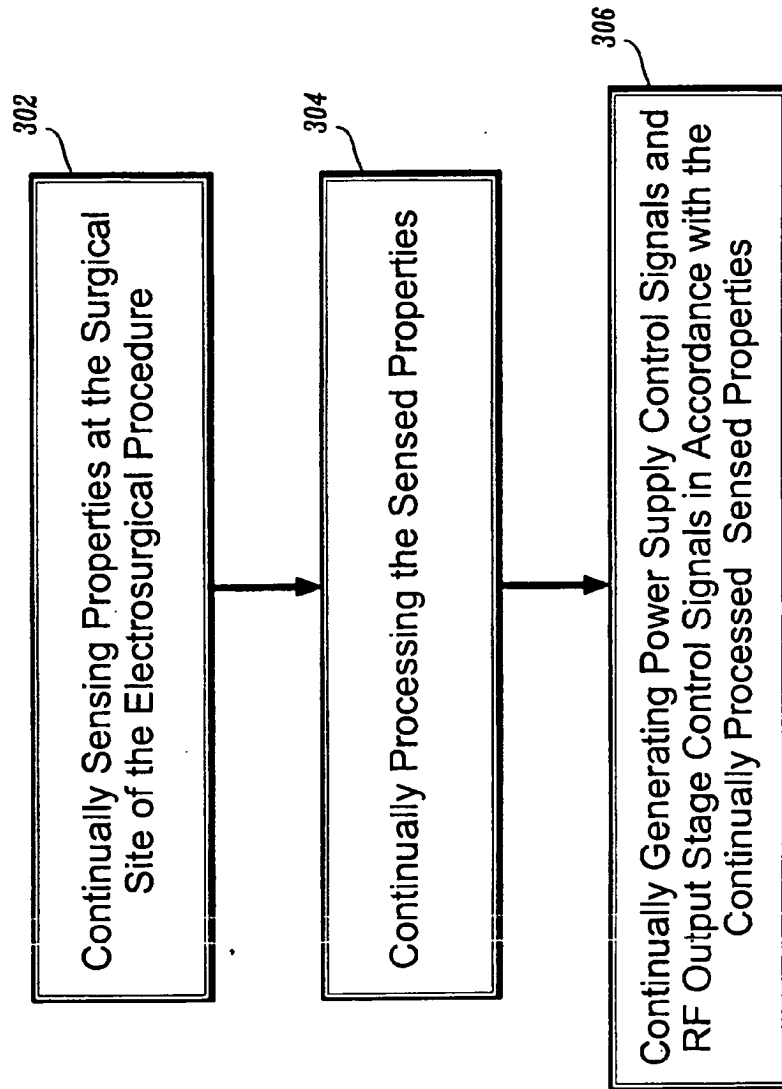 302
Continually Sensing Properties at the Surgical
Site of the Electrosurgical Procedure
304
Continually Processing the Sensed Properties
306
Continually Generating Power Supply Control Signals and
RF Output Stage Control Signals in Accordance with the
Continually Processed Sensed Properties